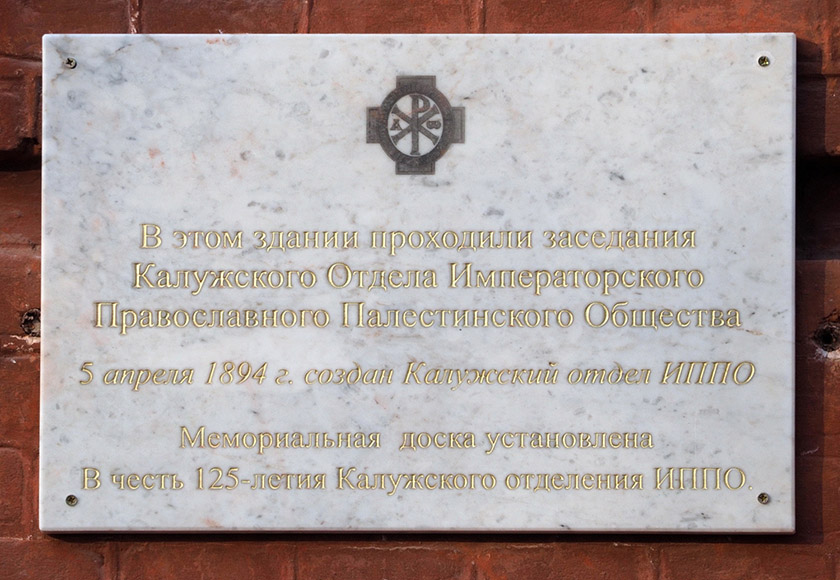 В этом здании проходили заседания
Калужского Отдела Императорского
Православного Палестинского Общества
5 апреля 1894 г. создан Калужский отдел ИППО
Мемориальная доска установлена
В честь 125-летия Калужского отделения ИППО.